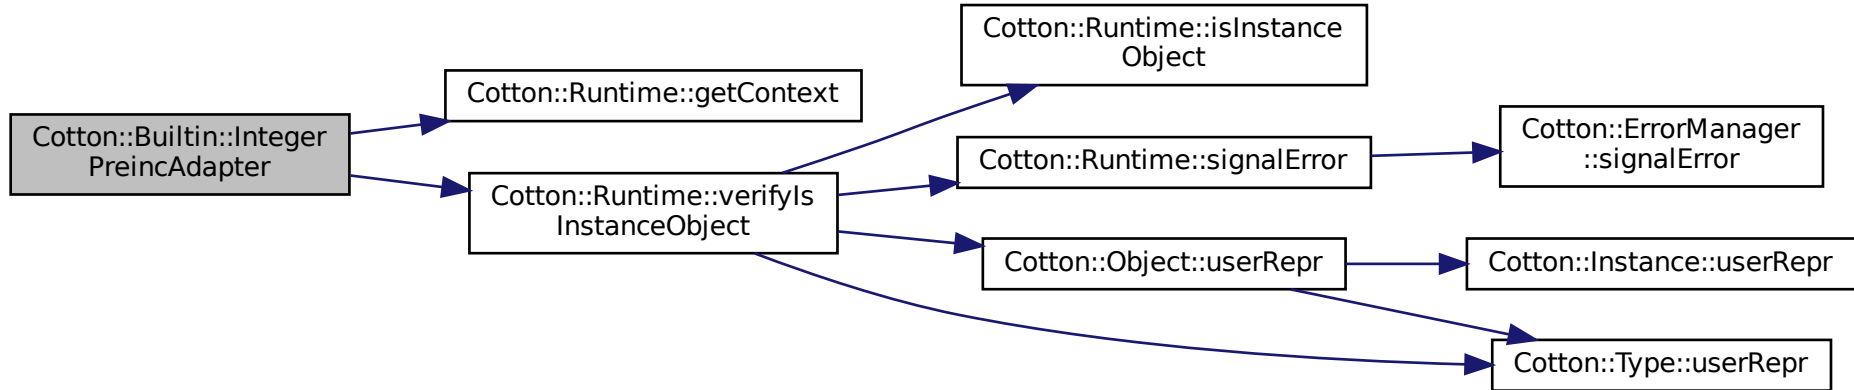 Cotton::Builtin::Integer
PreincAdapter
Cotton::Runtime::getContext
Cotton::Runtime::verifyIs
InstanceObject
Cotton::Runtime::isInstance
Object
Cotton::Runtime::signalError
Cotton::ErrorManager
::signalError
Cotton::Object::userRepr
Cotton::Instance::userRepr
Cotton::Type::userRepr